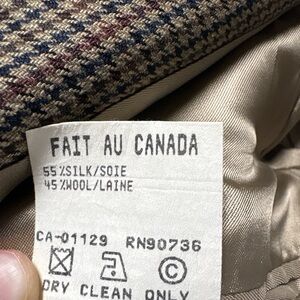 FAIT AU CANADA
55%SILK/SOIE
45%WOOL/LAINE
CA-01129 RN90736
C
DRY CLEAN ONLY